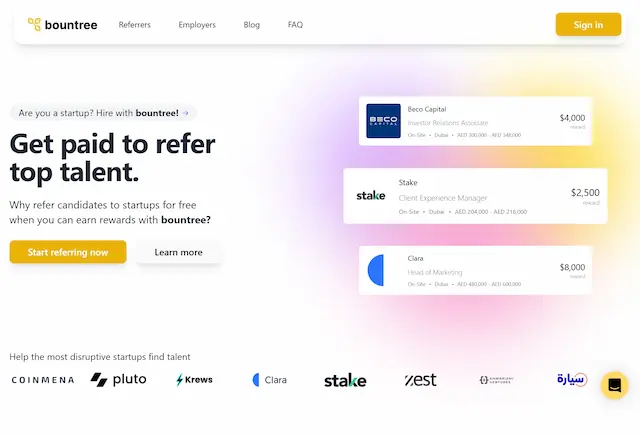 bountree
Referrers
Employers
Blog
FAQ
Sign in
Are you a startup? Hire with bountree! →
Get paid to refer
top talent.
Why refer candidates to startups for free
when you can earn rewards with bountree?
Start referring now
Learn more
BECO
CAPITAL
Beco Capital
Investor Relations Associate
On-Site • Dubai • AED 300,000 - AED 348,000
$4,000
reward
stake
Stake
Client Experience Manager
On-Site • Dubai • AED 204,000 - AED 216,000
$2,500
reward
Clara
Head of Marketing
On-Site • Dubai • AED 480,000 - AED 600,000
$8,000
reward
Help the most disruptive startups find talent
COINMENA
pluto
Krews
Clara
stake
zest
VENTURES
سيارة